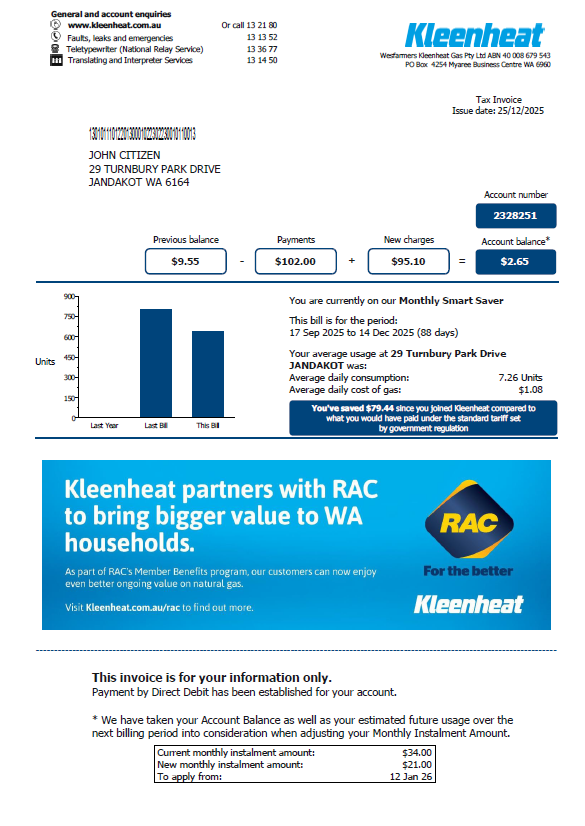 General and account enquiries
www.kleenheat.com.au Or call 13 21 80
Faults, leaks and emergencies 13 13 52
Teletypewriter (National Relay Service) 13 36 77
Translating and Interpreter Services 13 14 50
Kleenheat
Wesfarmers Kleenheat Gas Pty Ltd ABN 40 008 679 543
PO Box 4254 Myaree Business Centre WA 6960
Tax Invoice
Issue date: 25/12/2025
JOHN CITIZEN
29 TURNBURY PARK DRIVE
JANDAKOT WA 6164
Account number
2328251
Previous balance Payments New charges Account balance*
$9.55 - $102.00 + $95.10 = $2.65
900
750
600
450
300
150
0
Units
Last Year Last Bill This Bill
You are currently on our Monthly Smart Saver
This bill is for the period:
17 Sep 2025 to 14 Dec 2025 (88 days)
Your average usage at 29 Turnbury Park Drive
JANDAKOT was:
Average daily consumption: 7.26 Units
Average daily cost of gas: $1.08
You've saved $79.44 since you joined Kleenheat compared to
what you would have paid under the standard tariff set
by government regulation
Kleenheat partners with RAC
to bring bigger value to WA
households.
As part of RAC's Member Benefits program, our customers can now enjoy
even better ongoing value on natural gas.
Visit Kleenheat.com.au/rac to find out more.
RAC
For the better
Kleenheat
This invoice is for your information only.
Payment by Direct Debit has been established for your account.
* We have taken your Account Balance as well as your estimated future usage over the
next billing period into consideration when adjusting your Monthly Instalment Amount.
Current monthly instalment amount: $34.00
New monthly instalment amount: $21.00
To apply from: 12 Jan 26